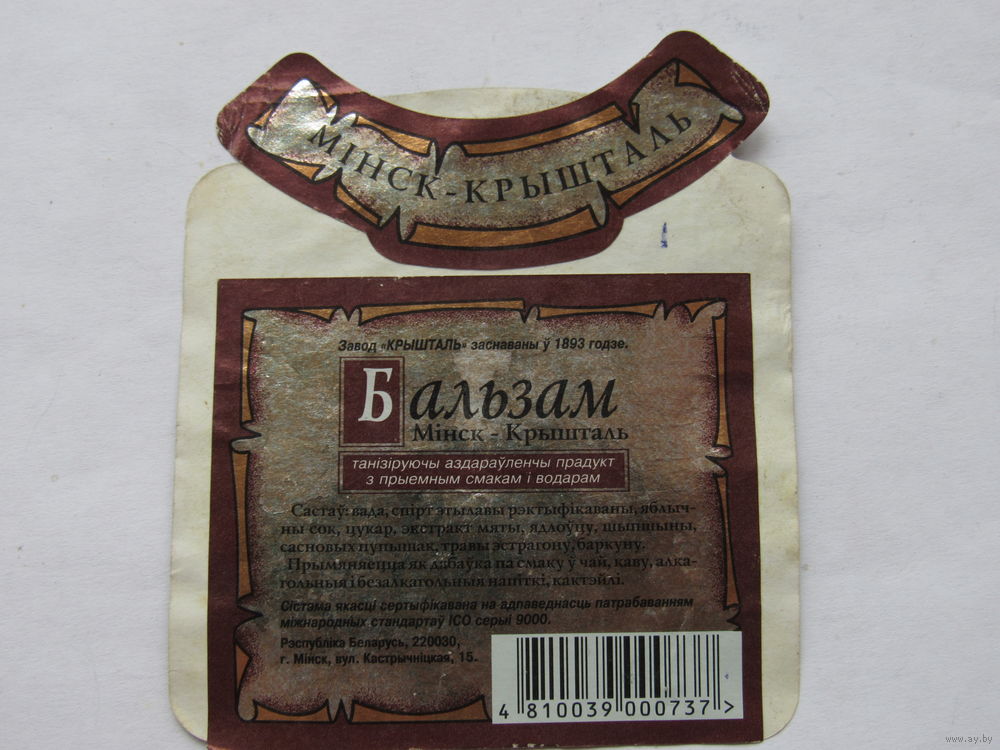 МІНСК-КРЫШТАЛЬ
Завод «КРЫШТАЛЬ» заснаваны ў 1893 годзе.
Бальзам
Мінск - Крышталь
танізіруючы аздараўленчы прадукт
з прыемным смакам і водарам
Састаў: вада, спірт этылавы рэктыфікаваны, яблыч-
ны сок, цукар, экстракт мяты, ядлоўцу, шыпшыны,
сасновых пупышак, травы эстрагону, баркуну.
Прымяняецца як дабаўка па смаку ў чай, каву, алка-
гольныя і безалкагольныя напіткі, кактэйлі.
Сістэма якасці сертыфікавана на адпаведнасць патрабаванням
міжнародных стандартаў ІСО серыі 9000.
Рэспубліка Беларусь, 220030,
г. Мінск, вул. Кастрычніцкая, 15.
4 810039 000737 >
www.ay.by